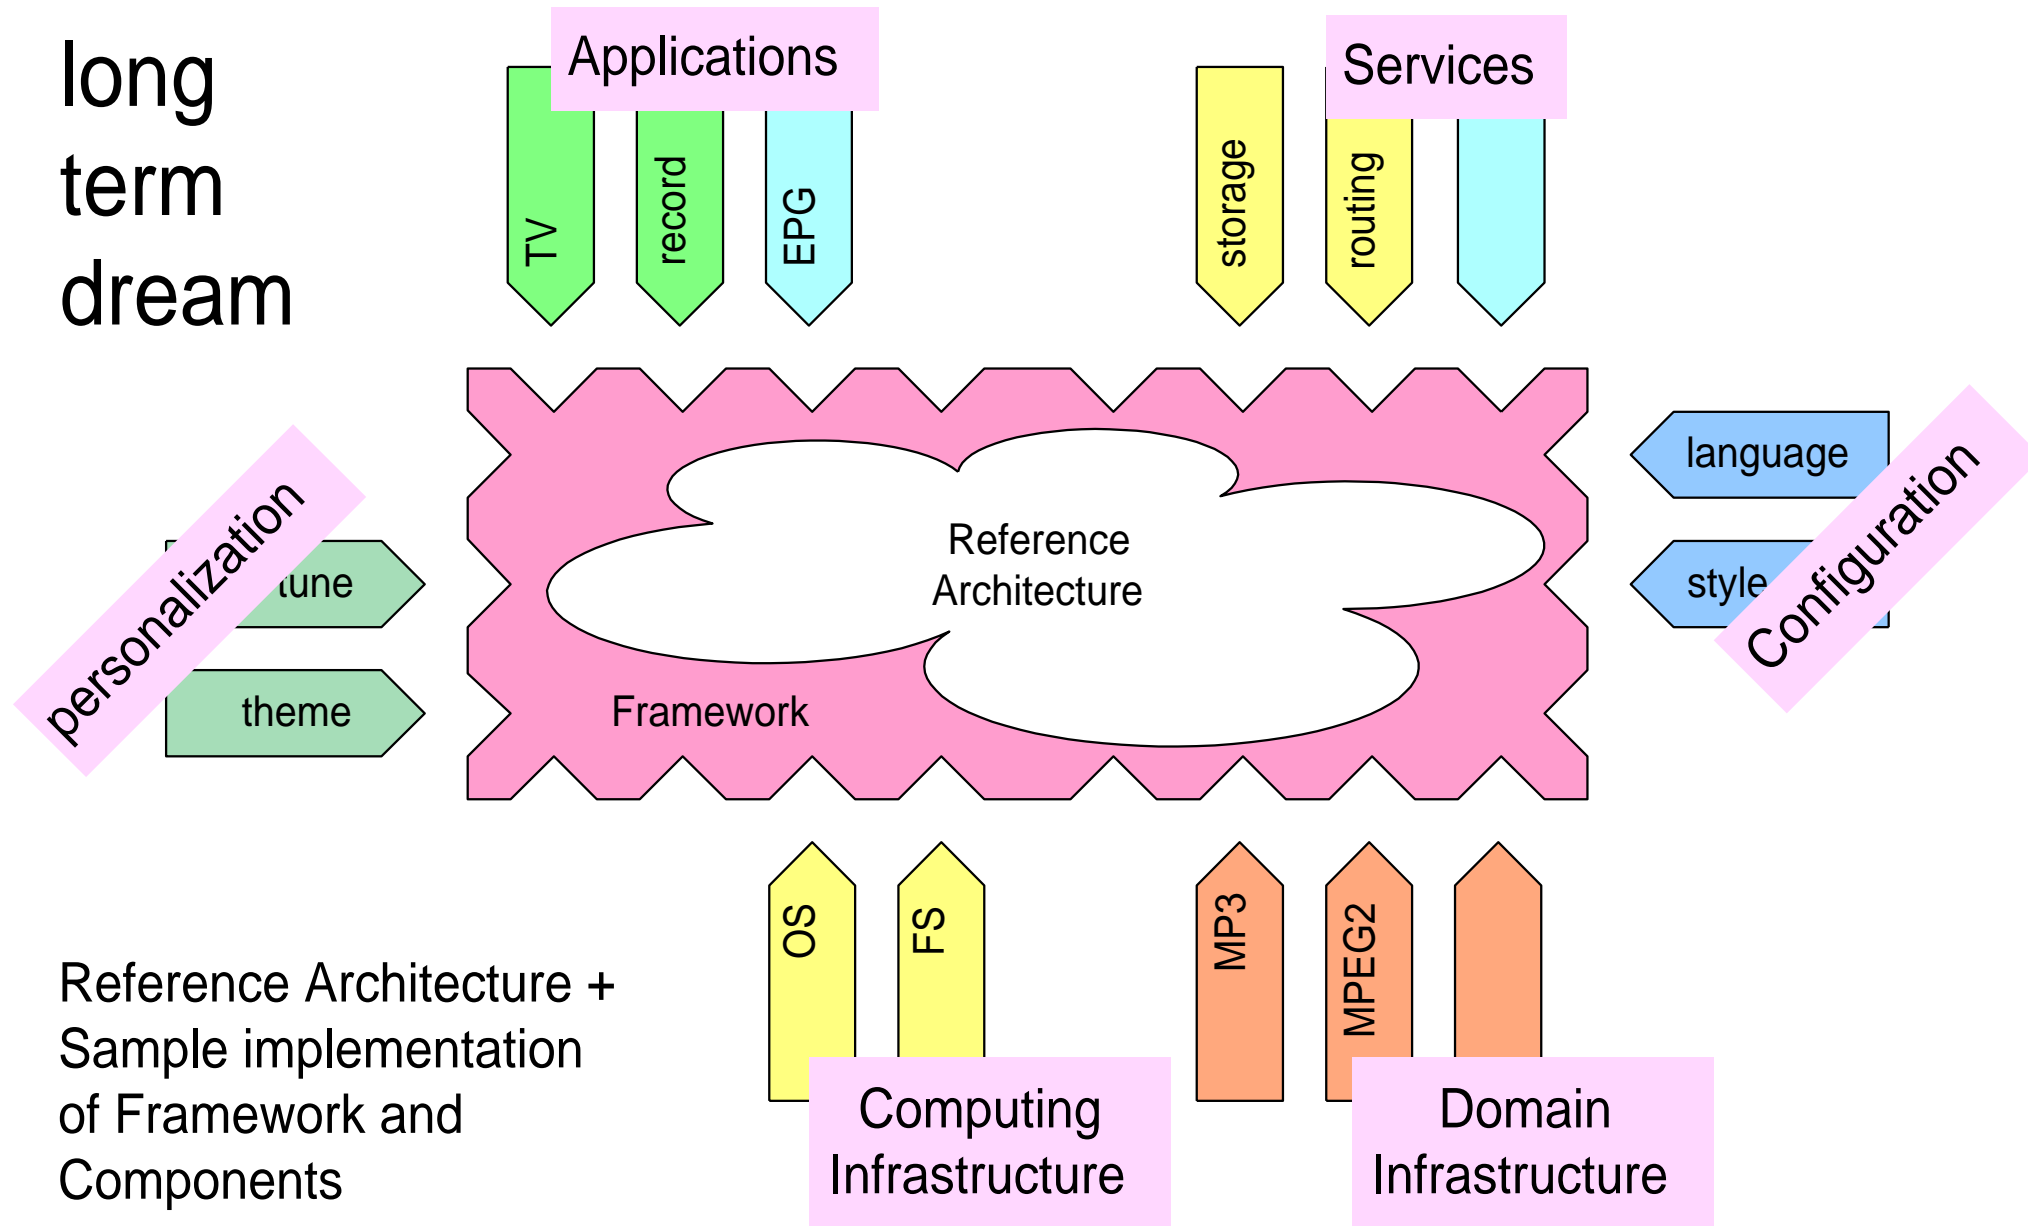 long
term
dream
Applications
Services
TV
record
EPG
storage
routing
personalization
tune
theme
Reference
Architecture
Framework
language
style
Configuration
OS
FS
MP3
MPEG2
Computing
Infrastructure
Domain
Infrastructure
Reference Architecture +
Sample implementation
of Framework and
Components